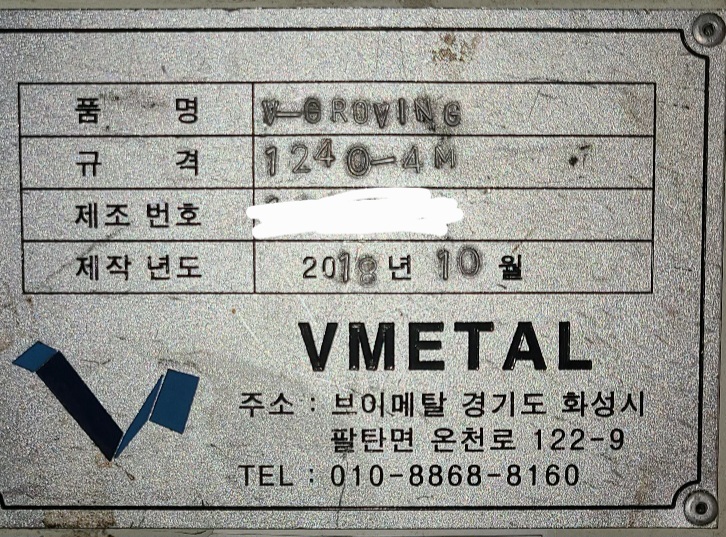 품 명 V-GROVING
규 격 1240-4M
제조 번호
제작 년도 2018년 10월
VMETAL
주소 : 브이메탈 경기도 화성시
팔탄면 온천로 122-9
TEL : 010-8868-8160